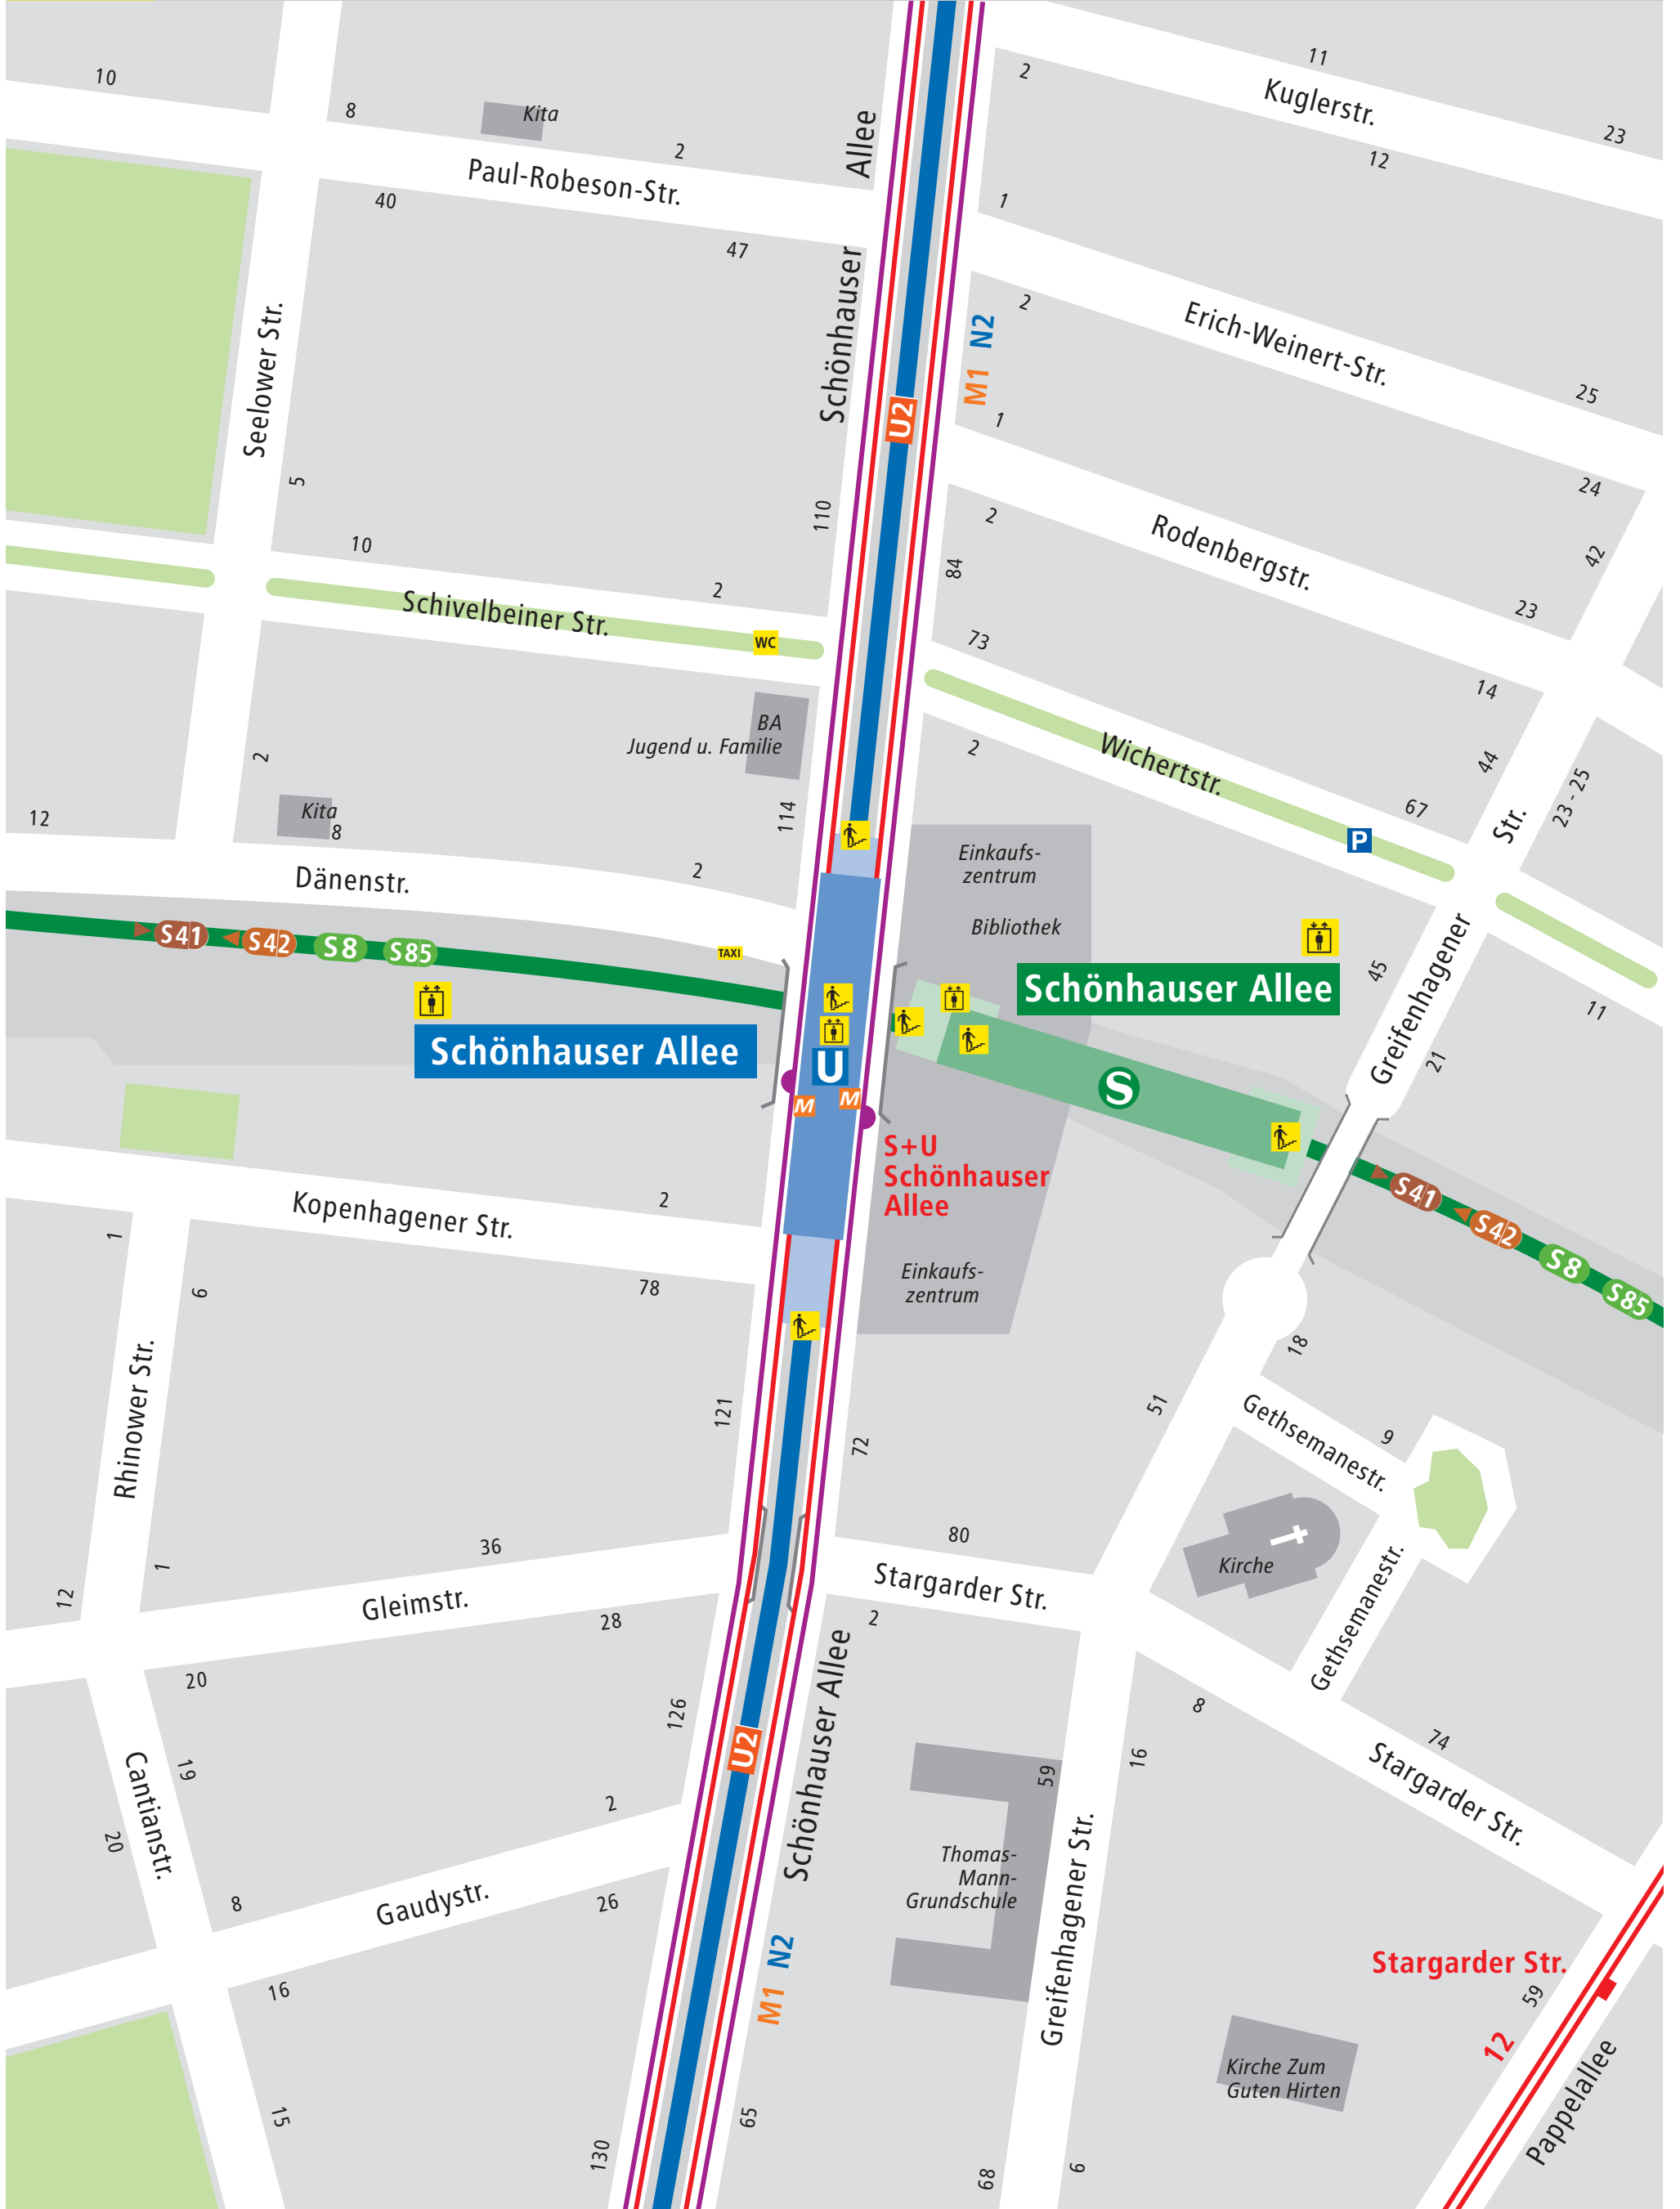 11
10
2
Kuglerstr.
8
Kita
Allee
23
2
12
Paul-Robeson-Str.
40
1
47
Schönhauser
2
N2
Erich-Weinert-Str.
Seelower Str.
M1
25
U2
1
5
24
110
2
Rodenbergstr.
10
84
42
2
Schivelbeiner Str.
23
WC
73
14
BA
Jugend u. Familie
2
Wichertstr.
2
44
23 - 25
114
67
Str.
12
Kita
8
P
Einkaufs-
zentrum
Dänenstr.
2
Bibliothek
S41
S42
S8
S85
TAXI
45
Greifenhagener
Schönhauser Allee
11
Schönhauser Allee
U
21
S
M
M
S+U
Schönhauser
Allee
S41
S42
S8
S85
Kopenhagener Str.
2
1
6
78
Einkaufs-
zentrum
18
Rhinower Str.
121
72
51
Gethsemanestr.
9
36
80
1
12
Gleimstr.
28
Stargarder Str.
2
Kirche
Gethsemanestr.
20
126
Schönhauser Allee
8
U2
19
Cantianstr.
20
59
16
74
Stargarder Str.
2
8
Gaudystr.
26
Thomas-
Mann-
Grundschule
Greifenhagener Str.
N2
M1
16
Stargarder Str.
59
12
Kirche Zum
Guten Hirten
Pappelallee
15
65
130
68
6